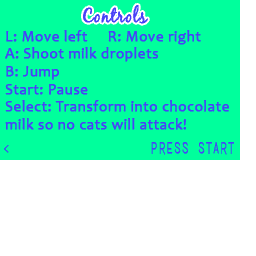 Controls
L: Move left R: Move right
A: Shoot milk droplets
B: Jump
Start: Pause
Select: Transform into chocolate
milk so no cats will attack!
< PRESS START